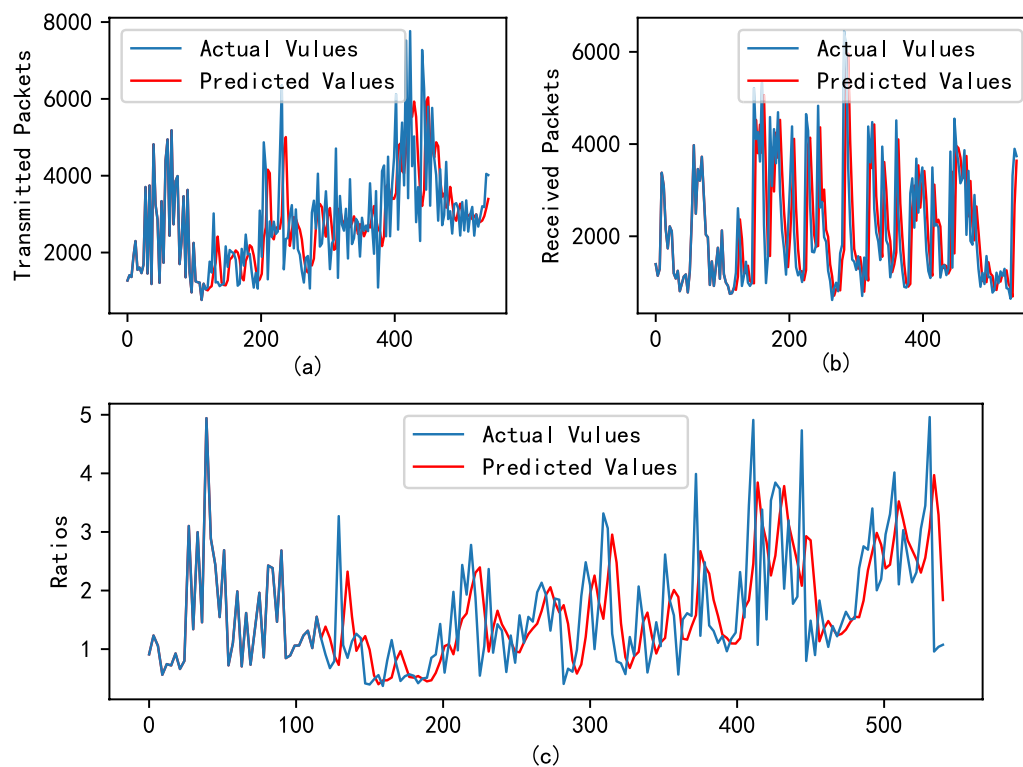 Transmitted Packets
8000
6000
4000
2000
Actual Vulues
Predicted Values
0
200
400
(a)
Received Packets
6000
4000
2000
Actual Vulues
Predicted Values
0
200
400
(b)
Ratios
5
4
3
2
1
Actual Vulues
Predicted Values
0
100
200
300
400
500
(c)